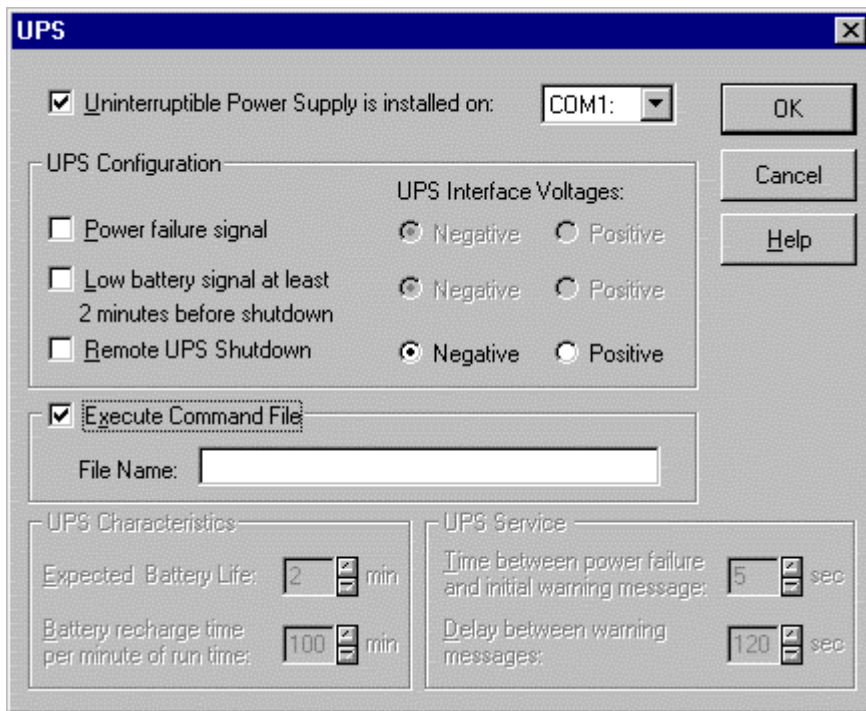 UPS
Uninterruptible Power Supply is installed on: COM1: OK
UPS Configuration
Cancel
UPS Interface Voltages:
Power failure signal Negative Positive
Help
Low battery signal at least Negative Positive
2 minutes before shutdown
Remote UPS Shutdown Negative Positive
Execute Command File
File Name:
UPS Characteristics
Expected Battery Life: 2 min
Battery recharge time
per minute of run time: 100 min
UPS Service
Time between power failure
and initial warning message: 5 sec
Delay between warning
messages: 120 sec